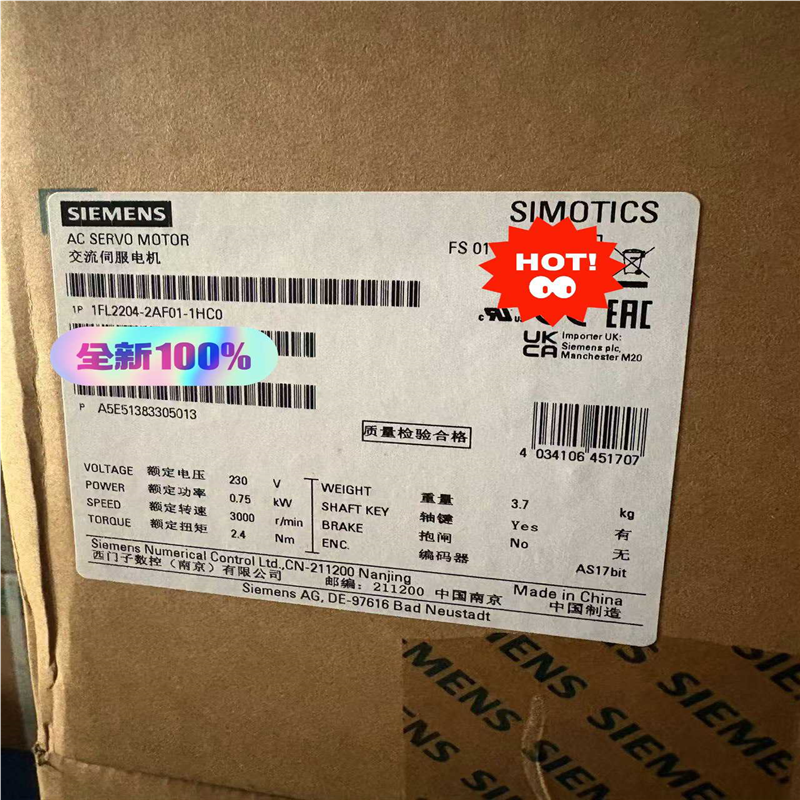 SIEMENS
SIMOTICS
AC SERVO MOTOR
交流伺服电机
FS 01
HOT!
1P 1FL2204-2AF01-1HC0
EAC
UK
CA
Importer UK:
Siemens plc,
Manchester M20
全新100%
P A5E51383305013
质量检验合格
4 034106 451707
VOLTAGE 额定电压 230 V
POWER 额定功率 0.75 kW
SPEED 额定转速 3000 r/min
TORQUE 额定扭矩 2.4 Nm
WEIGHT 重量 3.7 kg
SHAFT KEY 轴键 Yes 有
BRAKE 抱闸 No 无
ENC. 编码器 AS17bit
Siemens Numerical Control Ltd.,CN-211200 Nanjing
Made in China
西门子数控（南京）有限公司 邮编：211200 中国南京 中国制造
Siemens AG, DE-97616 Bad Neustadt
SIEMENS
SIEMENS